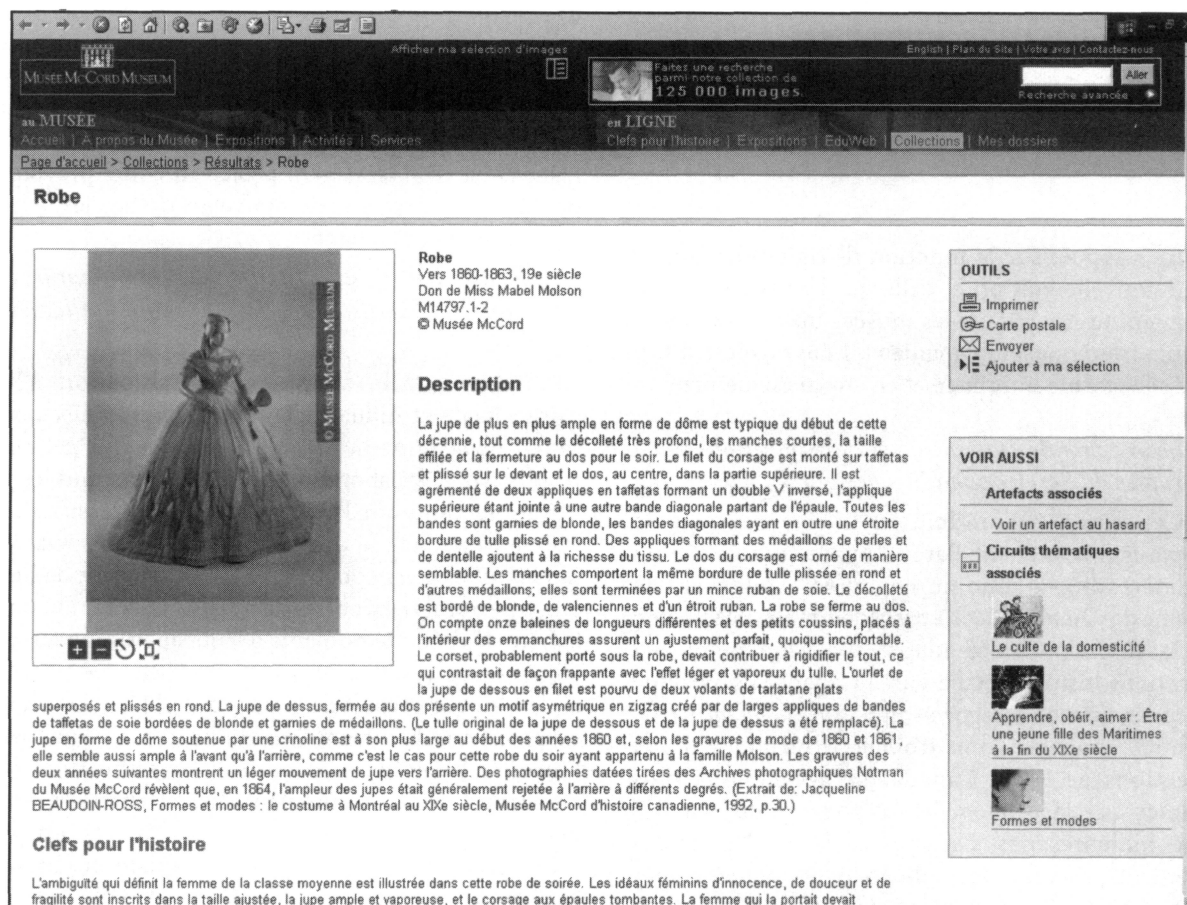 Afficher ma sélection d'images
English | Plan du Site | Votre avis | Contactez-nous
MUSÉE MCCORD MUSEUM
Faites une recherche
parmi notre collection de
125 000 images.
Aller
Recherche avancée
au MUSÉE
Accueil | À propos du Musée | Expositions | Activités | Services
en LIGNE
Clefs pour l'histoire | Expositions | EduWeb | Collections | Mes dossiers
Page d'accueil > Collections > Résultats > Robe
Robe
© MUSÉE MCCORD MUSEUM
Robe
Vers 1860-1863, 19e siècle
Don de Miss Mabel Molson
M14797.1-2
© Musée McCord
Description
La jupe de plus en plus ample en forme de dôme est typique du début de cette
décennie, tout comme le décolleté très profond, les manches courtes, la taille
effilée et la fermeture au dos pour le soir. Le filet du corsage est monté sur taffetas
et plissé sur le devant et le dos, au centre, dans la partie supérieure. Il est
agrémenté de deux appliques en taffetas formant un double V inversé, l'applique
supérieure étant jointe à une autre bande diagonale partant de l'épaule. Toutes les
bandes sont garnies de blonde, les bandes diagonales ayant en outre une étroite
bordure de tulle plissé en rond. Des appliques formant des médaillons de perles et
de dentelle ajoutent à la richesse du tissu. Le dos du corsage est orné de manière
semblable. Les manches comportent la même bordure de tulle plissée en rond et
d'autres médaillons; elles sont terminées par un mince ruban de soie. Le décolleté
est bordé de blonde, de valenciennes et d'un étroit ruban. La robe se ferme au dos.
On compte onze baleines de longueurs différentes et des petits coussins, placés à
l'intérieur des emmanchures assurent un ajustement parfait, quoique inconfortable.
Le corset, probablement porté sous la robe, devait contribuer à rigidifier le tout, ce
qui contrastait de façon frappante avec l'effet léger et vaporeux du tulle. L'ourlet de
la jupe de dessous en filet est pourvu de deux volants de tarlatane plats
superposés et plissés en rond. La jupe de dessus, fermée au dos présente un motif asymétrique en zigzag créé par de larges appliques de bandes
de taffetas de soie bordées de blonde et garnies de médaillons. (Le tulle original de la jupe de dessous et de la jupe de dessus a été remplacé). La
jupe en forme de dôme soutenue par une crinoline est à son plus large au début des années 1860 et, selon les gravures de mode de 1860 et 1861,
elle semble aussi ample à l'avant qu'à l'arrière, comme c'est le cas pour cette robe du soir ayant appartenu à la famille Molson. Les gravures des
deux années suivantes montrent un léger mouvement de jupe vers l'arrière. Des photographies datées tirées des Archives photographiques Notman
du Musée McCord révèlent que, en 1864, l'ampleur des jupes était généralement rejetée à l'arrière à différents degrés. (Extrait de: Jacqueline
BEAUDOIN-ROSS, Formes et modes : le costume à Montréal au XIXe siècle, Musée McCord d'histoire canadienne, 1992, p.30.)
Clefs pour l'histoire
L'ambiguïté qui définit la femme de la classe moyenne est illustrée dans cette robe de soirée. Les idéaux féminins d'innocence, de douceur et de
fragilité sont inscrits dans la taille ajustée, la jupe ample et vaporeuse, et le corsage aux épaules tombantes. La femme qui la portait devait
OUTILS
Imprimer
Carte postale
Envoyer
Ajouter à ma sélection
VOIR AUSSI
Artefacts associés
Voir un artefact au hasard
Circuits thématiques
associés
Le culte de la domesticité
Apprendre, obéir, aimer : Être
une jeune fille des Maritimes
à la fin du XIXe siècle
Formes et modes